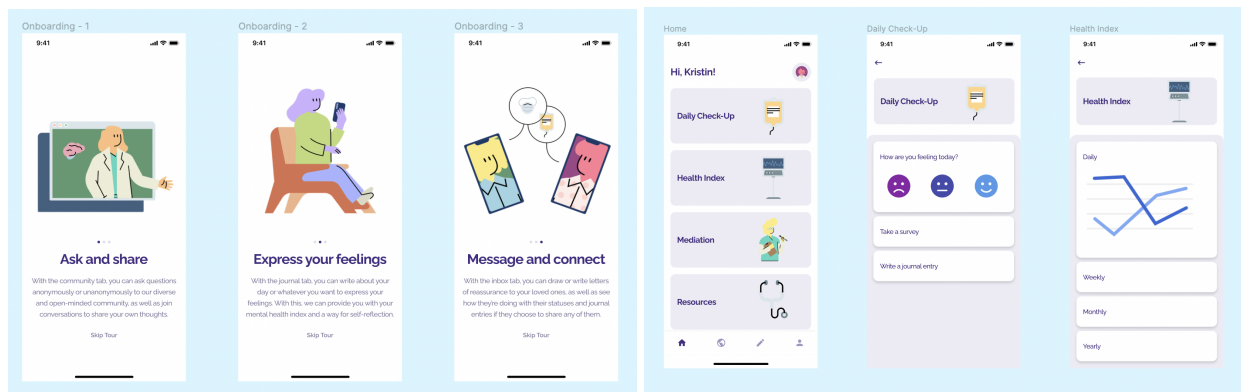 Onboarding - 1
9:41
Ask and share
With the community tab, you can ask questions
anonymously or unanonymously to our diverse
and open-minded community, as well as join
conversations to share your own thoughts.
Skip Tour
Onboarding - 2
9:41
Express your feelings
With the journal tab, you can write about your
day or whatever you want to express your
feelings. With this, we can provide you with your
mental health index and a way for self-reflection.
Skip Tour
Onboarding - 3
9:41
Message and connect
With the inbox tab, you can draw or write letters
of reassurance to your loved ones, as well as see
how they're doing with their statuses and journal
entries if they choose to share any of them.
Skip Tour
Home
9:41
Hi, Kristin!
Daily Check-Up
Health Index
Mediation
Resources
Daily Check-Up
9:41
Daily Check-Up
How are you feeling today?
Take a survey
Write a journal entry
Health Index
9:41
Health Index
Daily
Weekly
Monthly
Yearly